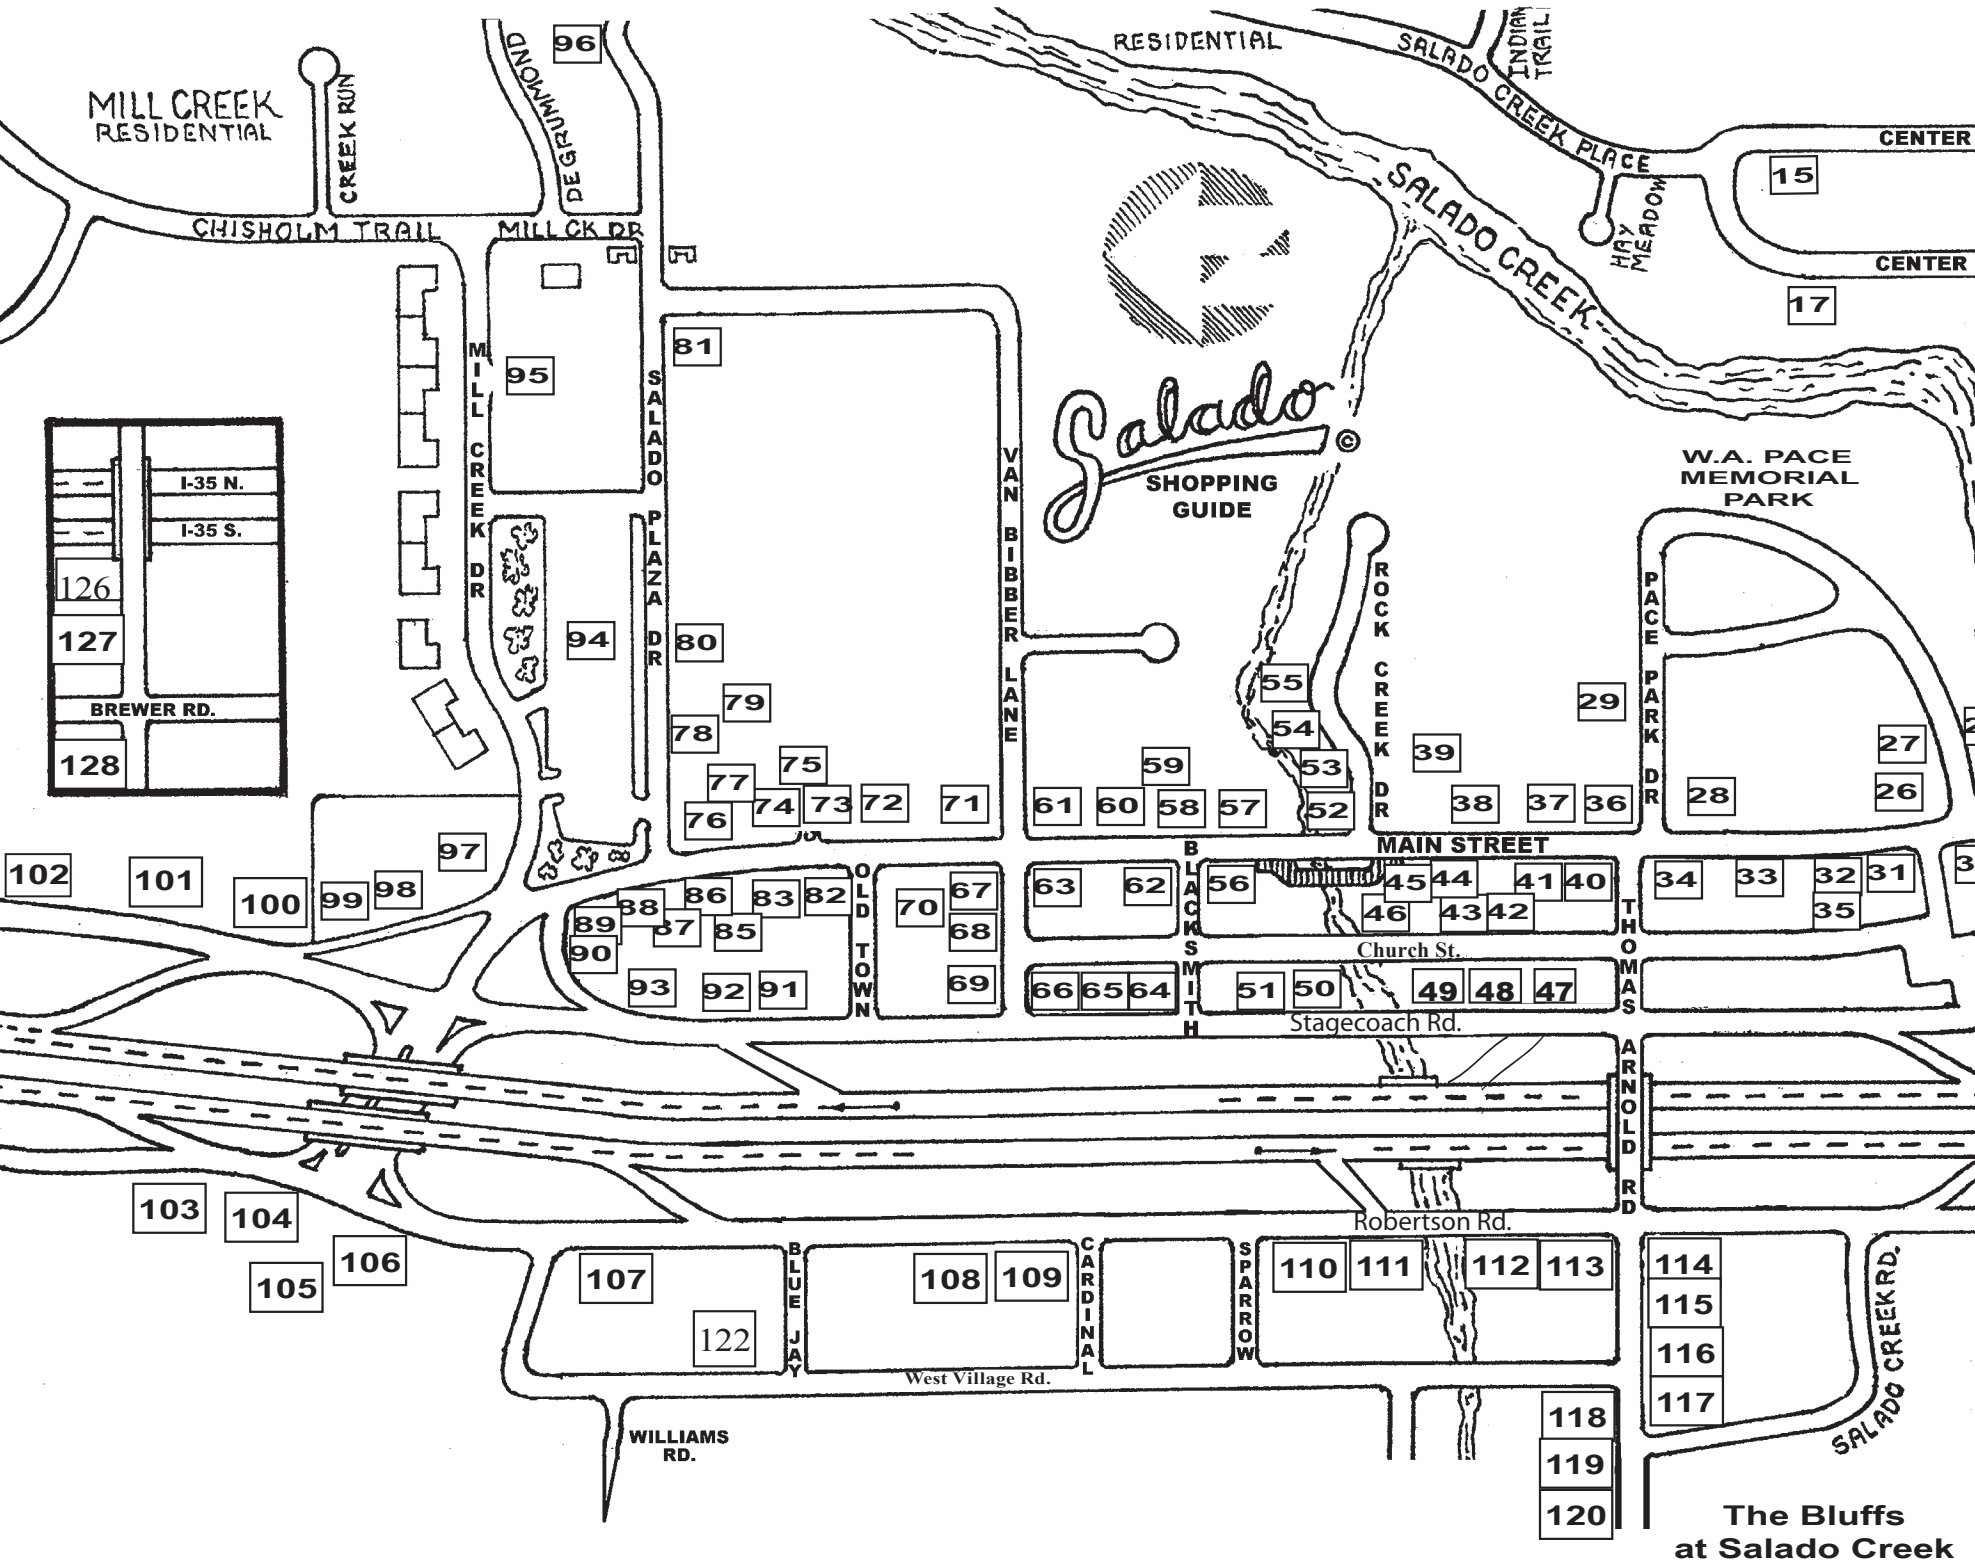 96
DEGRUMMOND
RESIDENTIAL
SALADO CREEK PLACE
INDIAN
TRAIL
MILL CREEK
RESIDENTIAL
CREEK RUN
CENTER
15
SALADO CREEK
HAY
MEADOW
CHISHOLM TRAIL
MILL CK DR
CENTER
17
81
MILL CREEK DR
95
SALADO PLAZA DR
Salado ©
SHOPPING
GUIDE
VAN BIBBER LANE
W.A. PACE
MEMORIAL
PARK
I-35 N.
I-35 S.
126
127
BREWER RD.
128
ROCK CREEK DR
PACE PARK DR
94
80
79
78
77
75
76
74
73
72
71
55
54
53
52
59
61
60
58
57
39
29
38
37
36
28
27
26
MAIN STREET
97
102
101
100
99
98
BLACKSMITH
OLD TOWN
THOMAS ARNOLD RD
89
88
86
83
82
87
85
90
93
92
91
70
67
68
69
63
62
56
45
44
41
40
46
43
42
34
33
32
31
35
Church St.
66
65
64
51
50
49
48
47
Stagecoach Rd.
103
104
105
106
Robertson Rd.
107
122
BLUE JAY
108
109
CARDINAL
SPARROW
110
111
112
113
114
115
116
117
SALADO CREEK RD.
West Village Rd.
WILLIAMS
RD.
118
119
120
The Bluffs
at Salado Creek